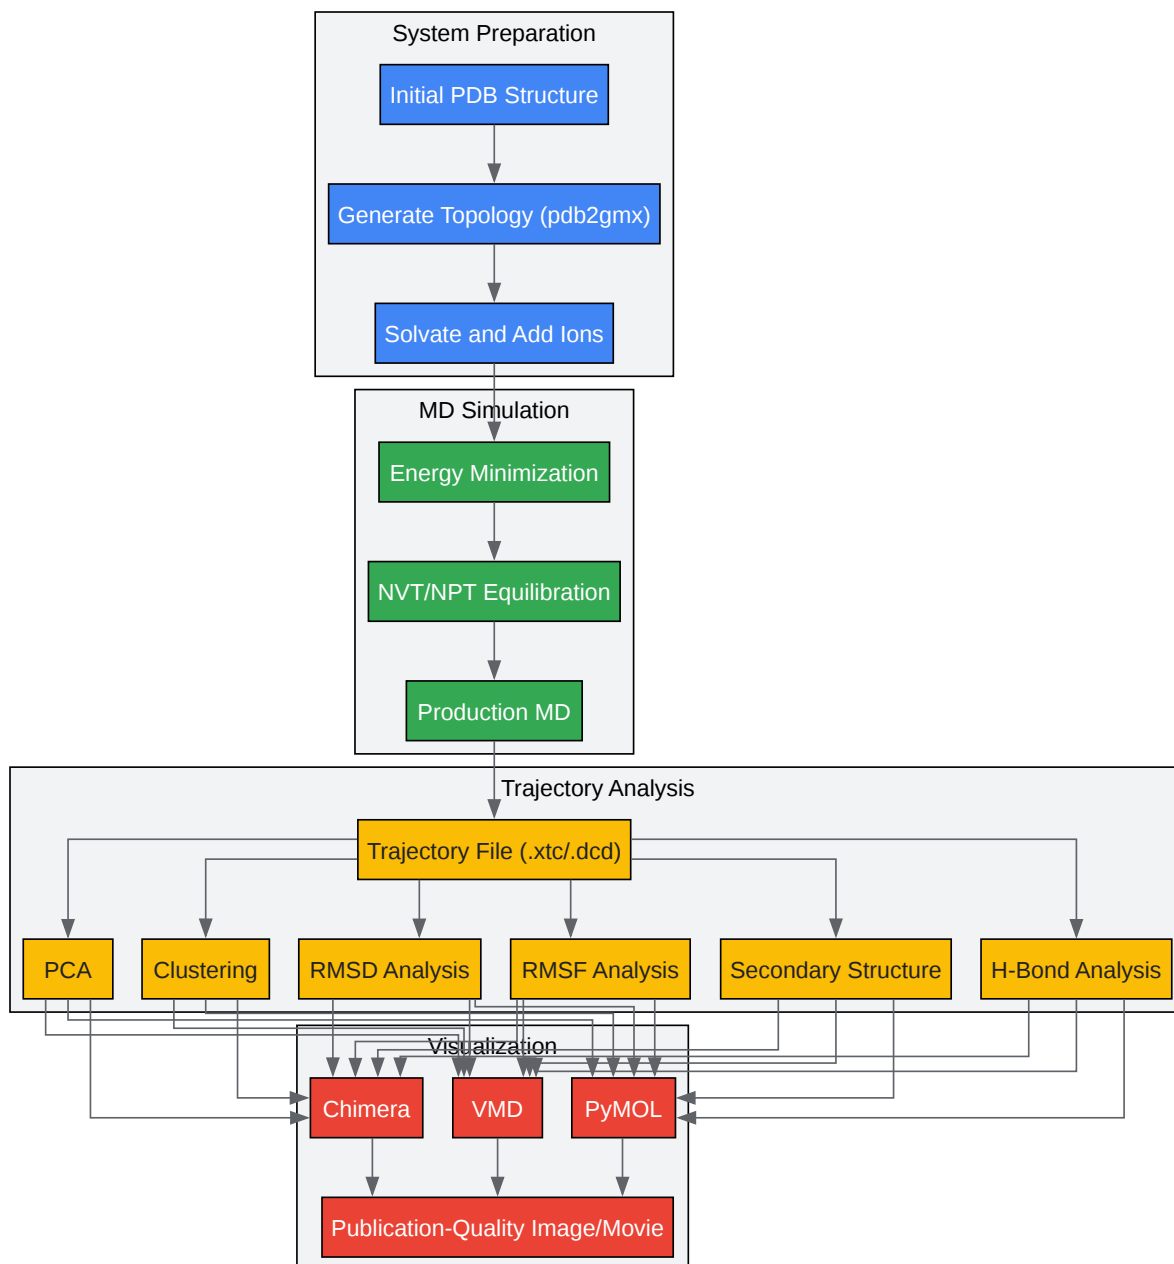 System Preparation
Initial PDB Structure
Generate Topology (pdb2gmx)
Solvate and Add Ions
MD Simulation
Energy Minimization
NVT/NPT Equilibration
Production MD
Trajectory Analysis
Trajectory File (.xtc/.dcd)
PCA
Clustering
RMSD Analysis
RMSF Analysis
Secondary Structure
H-Bond Analysis
Visualization
Chimera
VMD
PyMOL
Publication-Quality Image/Movie